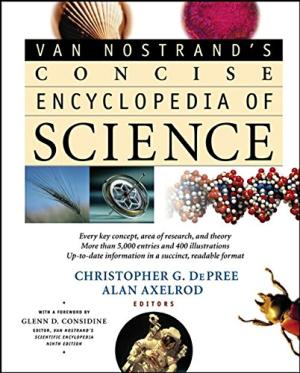 VAN NOSTRAND'S
CONCISE
ENCYCLOPEDIA OF
SCIENCE
Every key concept, area of research, and theory
More than 5,000 entries and 400 illustrations
Up-to-date information in a succinct, readable format
CHRISTOPHER G. DEPREE
ALAN AXELROD
EDITORS
WITH A FOREWORD BY
GLENN D. CONSIDINE
EDITOR, VAN NOSTRAND'S
SCIENTIFIC ENCYCLOPEDIA
NINTH EDITION